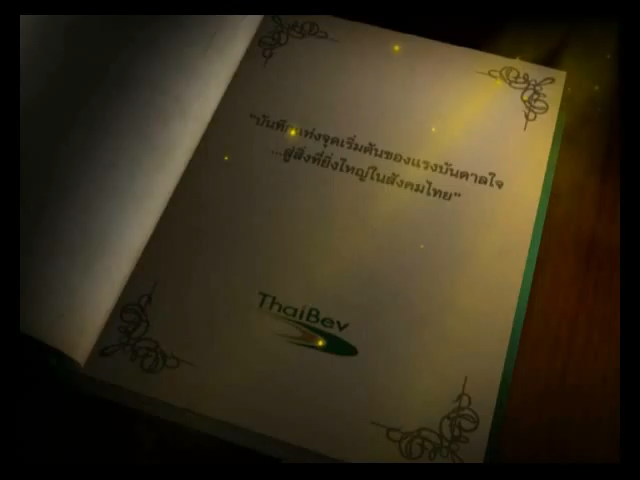 "บันทึกแห่งจุดเริ่มต้นของแรงบันดาลใจ
...สู่สิ่งที่ยิ่งใหญ่ในสังคมไทย"
ThaiBev